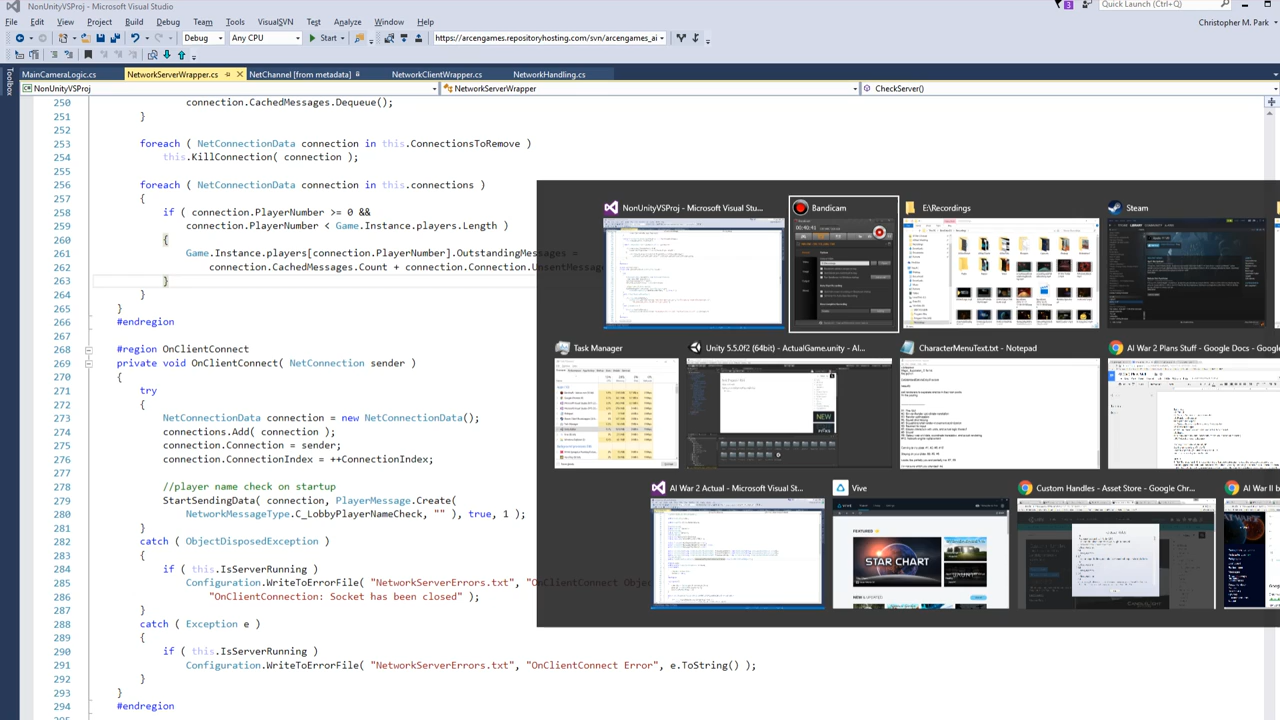 NonUnityVSProj - Microsoft Visual Studio
3
Quick Launch (Ctrl+Q)
File Edit View Project Build Debug Team Tools VisualSVN Test Analyze Window Help
Christopher M. Park
Debug Any CPU Start https://arcengames.repositoryhosting.com/svn/arcengames_ai
Toolbox
MainCameraLogic.cs NetworkServerWrapper.cs NetChannel [from metadata] NetworkClientWrapper.cs NetworkHandling.cs
NonUnityVSProj NetworkServerWrapper CheckServer()
250 connection.CachedMessages.Dequeue();
251 }
252
253 foreach ( NetConnectionData connection in this.ConnectionsToRemove )
254 this.KillConnection( connection );
255
256 foreach ( NetConnectionData connection in this.connections )
257 {
258 if ( connection.PlayerNumber >= 0 &&
259 connection.PlayerNumber < Game.Instance.players.Length )
260
261 Game.Instance.players[connection.PlayerNumber].OutstandingMessages =
262 connection.CachedMessages.Count + connection.Connection.UnsentMessage
263 }
264 }
265 }
266 #endregion
267
268 #region OnClientConnect
269 private void OnClientConnect( NetConnection sender
270 {
271 try
272 {
273 NetConnectionData connection = new NetConnectionData();
274 connections.Add( connection );
275 connection.Connection = sender;
276 connection.ConnectionIndex = ++ConnectionIndex;
277
278 //player name check on startup
279 StartSendingData( connection, PlayerMessage.Create(
280 NetworkMessageType.c_LobbyPlayerNameCheck, "" ), true, 1 );
281 }
282 catch ( ObjectDisposedException )
283 {
284 if ( this.IsServerRunning )
285 Configuration.WriteToErrorFile( "NetworkServerErrors.txt", "OnClientConnect Objec
286 "OnClientConnection: Socket has been closed" );
287 }
288 catch ( Exception e )
289 {
290 if ( this.IsServerRunning )
291 Configuration.WriteToErrorFile( "NetworkServerErrors.txt", "OnClientConnect Error", e.ToString() );
292 }
293 }
294 #endregion
295
NonUnityVSProj - Microsoft Visual Stu... Bandicam E:\Recordings Steam
Task Manager Unity 5.5.0f2 (64bit) - ActualGame.unity - AI... CharacterMenuText.txt - Notepad AI War 2 Plans Stuff - Google Docs - Google
AI War 2 Actual - Microsoft Visual St... Vive Custom Handles - Asset Store - Google Chr... AI War II b
NEW
STAR CHART